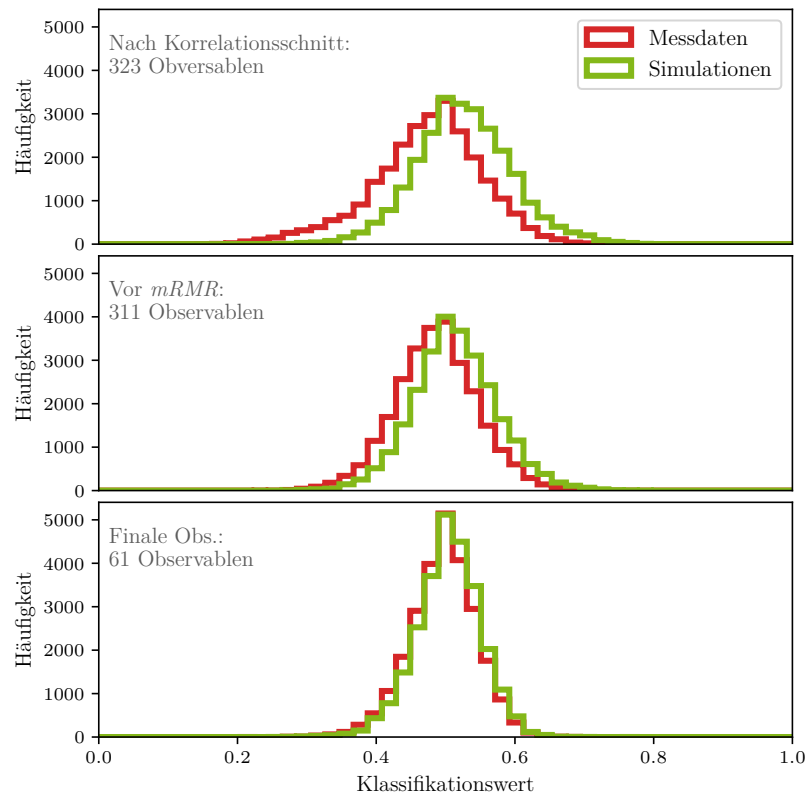 5000
4000
3000
2000
1000
0
Häufigkeit
Nach Korrelationsschnitt:
323 Obversablen
Messdaten
Simulationen
5000
4000
3000
2000
1000
0
Häufigkeit
Vor mRMR:
311 Observablen
5000
4000
3000
2000
1000
0
Häufigkeit
Finale Obs.:
61 Observablen
0.0 0.2 0.4 0.6 0.8 1.0
Klassifikationswert